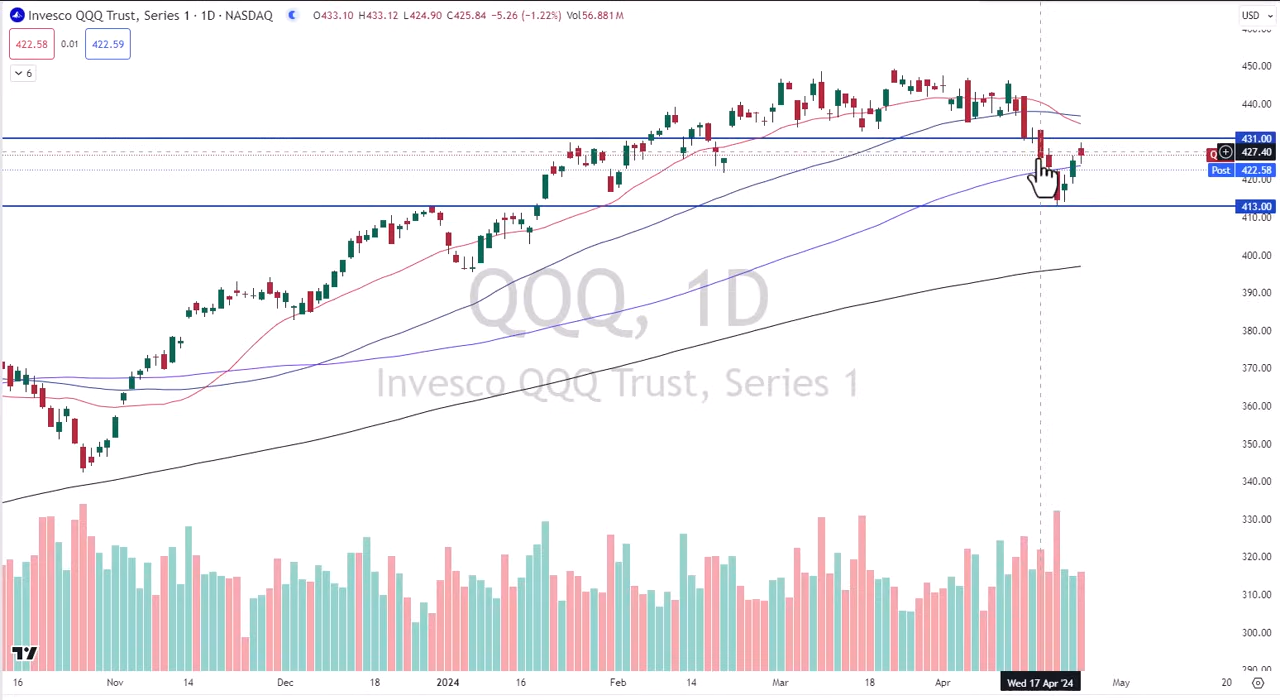 Invesco QQQ Trust, Series 1 · 1D · NASDAQ O433.10 H433.12 L424.90 C425.84 −5.26 (−1.22%) Vol56.881M
USD
422.58 0.01 422.59
6
450.00
440.00
431.00
427.40
Post 422.58
420.00
413.00
410.00
400.00
390.00
380.00
370.00
360.00
350.00
340.00
330.00
320.00
310.00
300.00
290.00
QQQ, 1D
Invesco QQQ Trust, Series 1
16 Nov 14 Dec 18 2024 16 Feb 14 Mar 18 Apr Wed 17 Apr '24 May 20